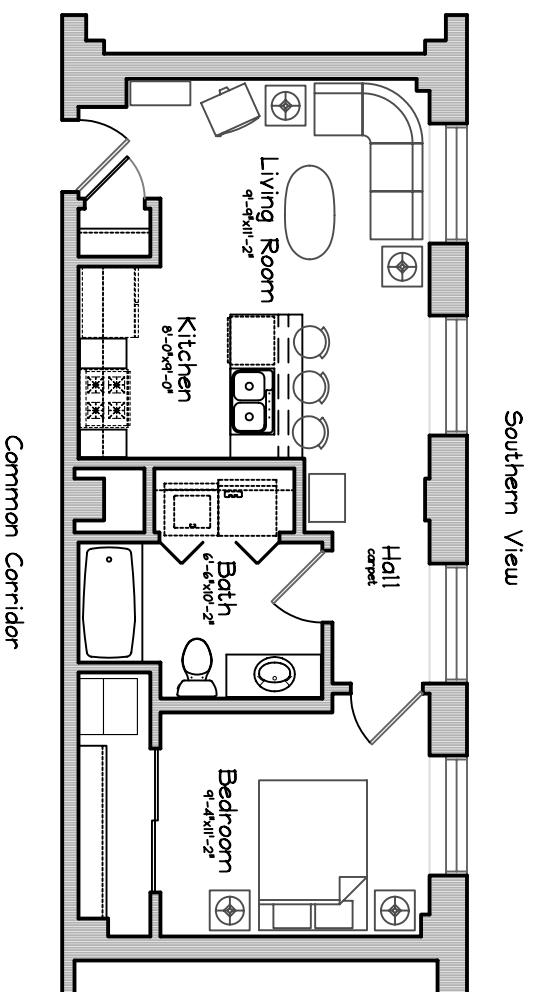 Southern View
Living Room
9'-9"x11'-2"
Kitchen
8'-0"x9'-0"
Hall
carpet
Bath
6'-6"x10'-2"
Bedroom
9'-4"x11'-2"
Common Corridor